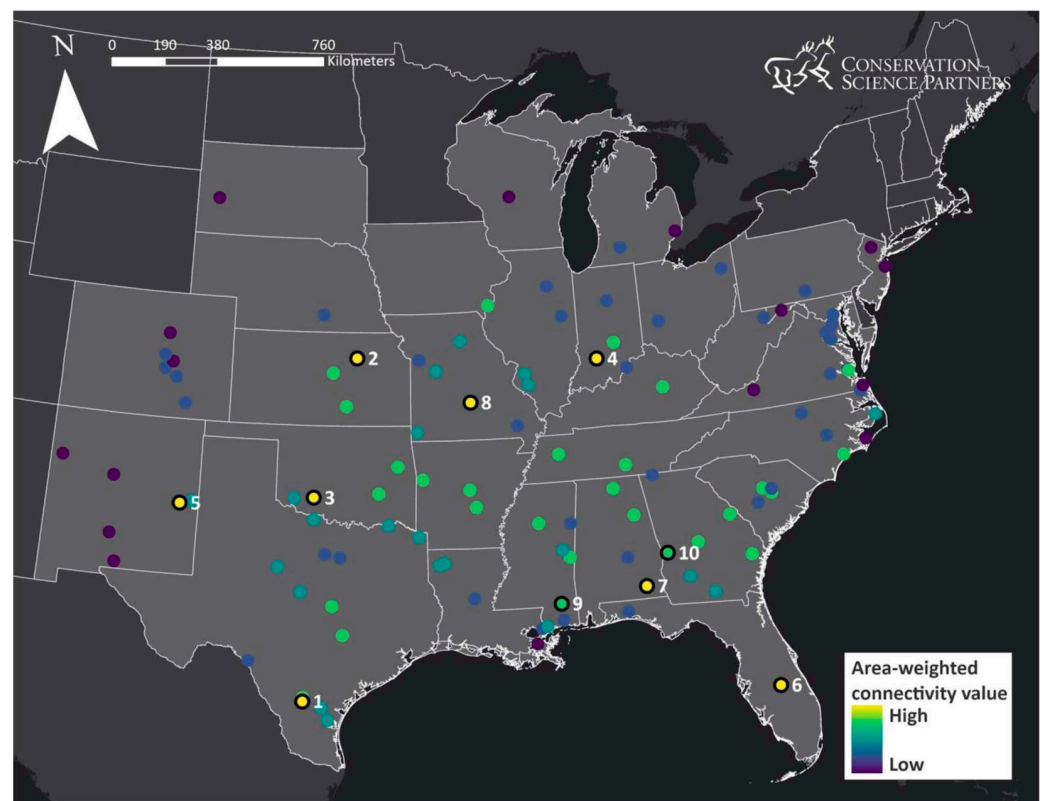 N
0 190 380 760
Kilometers
CONSERVATION
SCIENCE PARTNERS
2
4
8
5
3
10
7
9
6
1
Area-weighted
connectivity value
High
Low